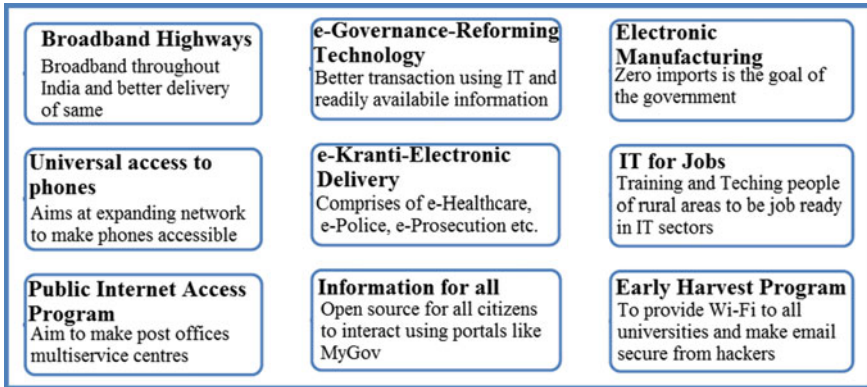 Broadband Highways
Broadband throughout
India and better delivery
of same
e-Governance-Reforming
Technology
Better transaction using IT and
readily availabile information
Electronic
Manufacturing
Zero imports is the goal of
the government
Universal access to
phones
Aims at expanding network
to make phones accessible
e-Kranti-Electronic
Delivery
Comprises of e-Healthcare,
e-Police, e-Prosecution etc.
IT for Jobs
Training and Teching people
of rural areas to be job ready
in IT sectors
Public Internet Access
Program
Aim to make post offices
multiservice centres
Information for all
Open source for all citizens
to interact using portals like
MyGov
Early Harvest Program
To provide Wi-Fi to all
universities and make email
secure from hackers